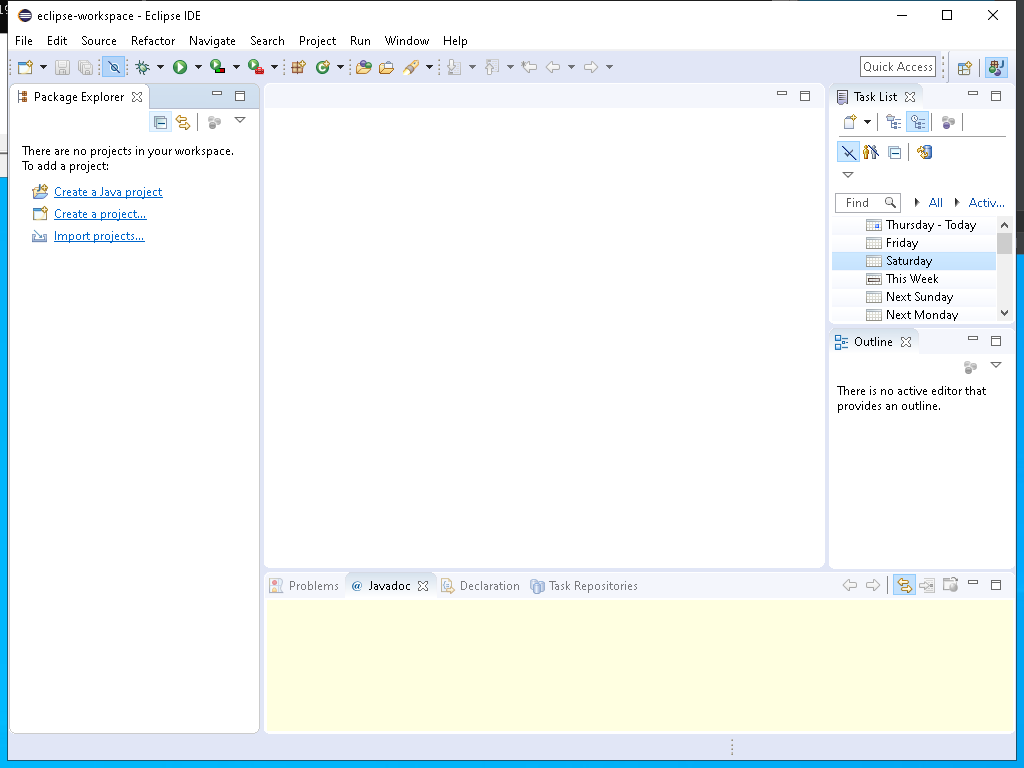 eclipse-workspace - Eclipse IDE
File Edit Source Refactor Navigate Search Project Run Window Help
Quick Access
Package Explorer
There are no projects in your workspace.
To add a project:
Create a Java project
Create a project...
Import projects...
Task List
Find All Activ...
Thursday - Today
Friday
Saturday
This Week
Next Sunday
Next Monday
Outline
There is no active editor that
provides an outline.
Problems @ Javadoc Declaration Task Repositories